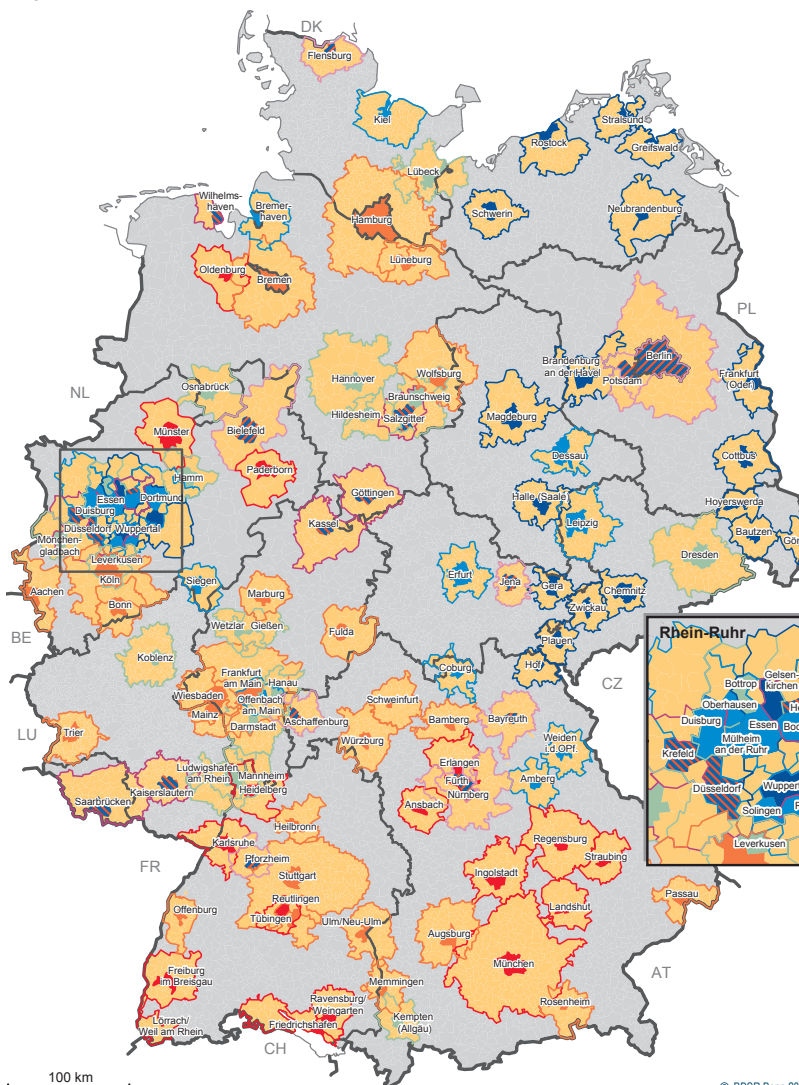 DK
Flensburg
Kiel
Stralsund
Rostock
Greifswald
Lübeck
Wilhelms-
haven
Bremer-
haven
Hamburg
Schwerin
Neubrandenburg
Lüneburg
Oldenburg
Bremen
PL
Berlin
Brandenburg
an der Havel
Potsdam
Frankfurt
(Oder)
NL
Osnabrück
Hannover
Wolfsburg
Braunschweig
Hildesheim
Salzgitter
Magdeburg
Münster
Bielefeld
Dessau
Cottbus
Paderborn
Hamm
Essen
Dortmund
Duisburg
Göttingen
Halle (Saale)
Hoyerswerda
Düsseldorf
Wuppertal
Kassel
Leipzig
Mönchen-
gladbach
Bautzen
Leverkusen
Dresden
Köln
Siegen
Erfurt
Jena
Gera
Chemnitz
Aachen
Bonn
Marburg
Zwickau
BE
Wetzlar
Gießen
Fulda
Plauen
Rhein-Ruhr
Koblenz
Hof
Coburg
CZ
Frankfurt
am Main
Hanau
Gelsen-
kirchen
Bottrop
Oberhausen
Wiesbaden
Offenbach
am Main
Schweinfurt
Duisburg
Essen
Mainz
Aschaffenburg
Bamberg
Bayreuth
Mülheim
an der Ruhr
LU
Trier
Darmstadt
Würzburg
Weiden
i.d.OPf.
Krefeld
Ludwigshafen
am Rhein
Mannheim
Erlangen
Kaiserslautern
Heidelberg
Fürth
Amberg
Düsseldorf
Saarbrücken
Nürnberg
Solingen
Ansbach
Leverkusen
Heilbronn
Karlsruhe
Regensburg
Pforzheim
Straubing
FR
Stuttgart
Ingolstadt
Reutlingen
Passau
Offenburg
Tübingen
Landshut
Ulm/Neu-Ulm
Augsburg
München
Freiburg
im Breisgau
Memmingen
AT
Ravensburg/
Weingarten
Rosenheim
Lörrach/
Weil am Rhein
Friedrichshafen
Kempten
(Allgäu)
CH
100 km